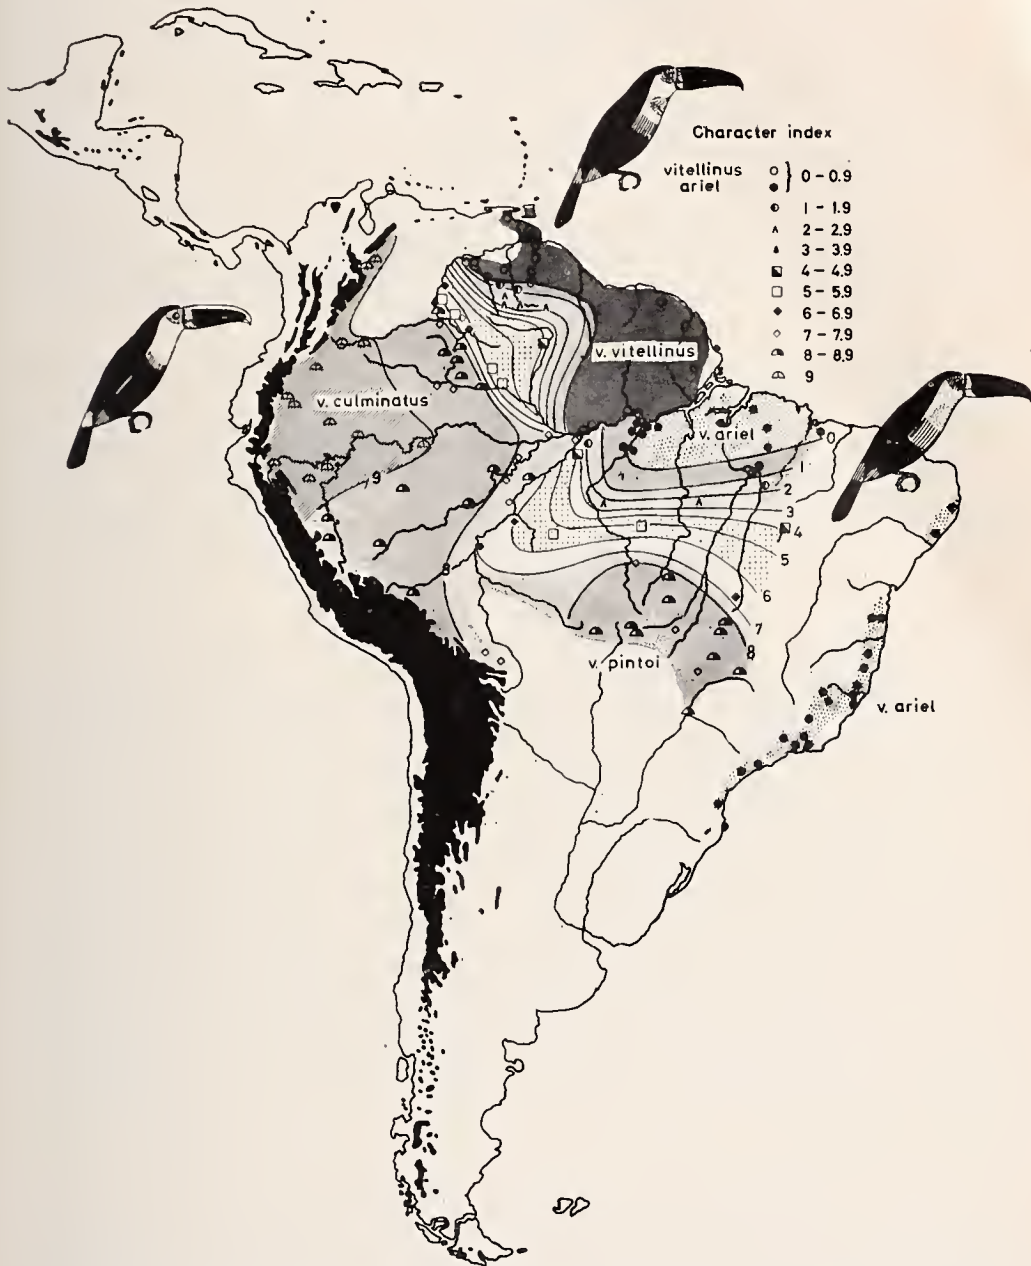 Character index
vitellinus
ariel
0 - 0.9
1 - 1.9
2 - 2.9
3 - 3.9
4 - 4.9
5 - 5.9
6 - 6.9
7 - 7.9
8 - 8.9
9
v. vitellinus
v. culminatus
v. ariel
0
1
1
2
3
4
5
6
7
8
9
8
v. pintoi
v. ariel